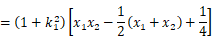 = (1 + k₁²) [x₁x₂ − 1/2 (x₁ + x₂) + 1/4]